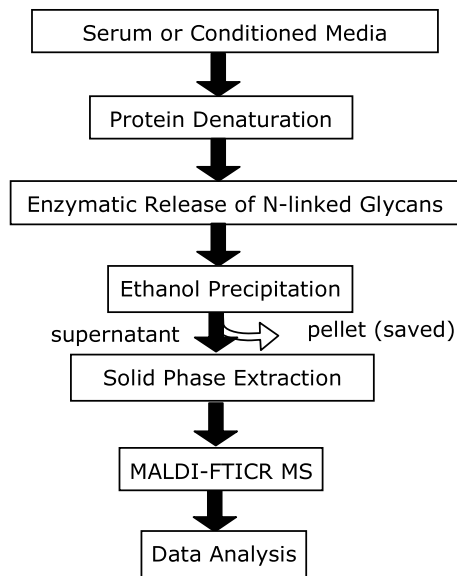 Serum or Conditioned Media
Protein Denaturation
Enzymatic Release of N-linked Glycans
Ethanol Precipitation
supernatant
pellet (saved)
Solid Phase Extraction
MALDI-FTICR MS
Data Analysis